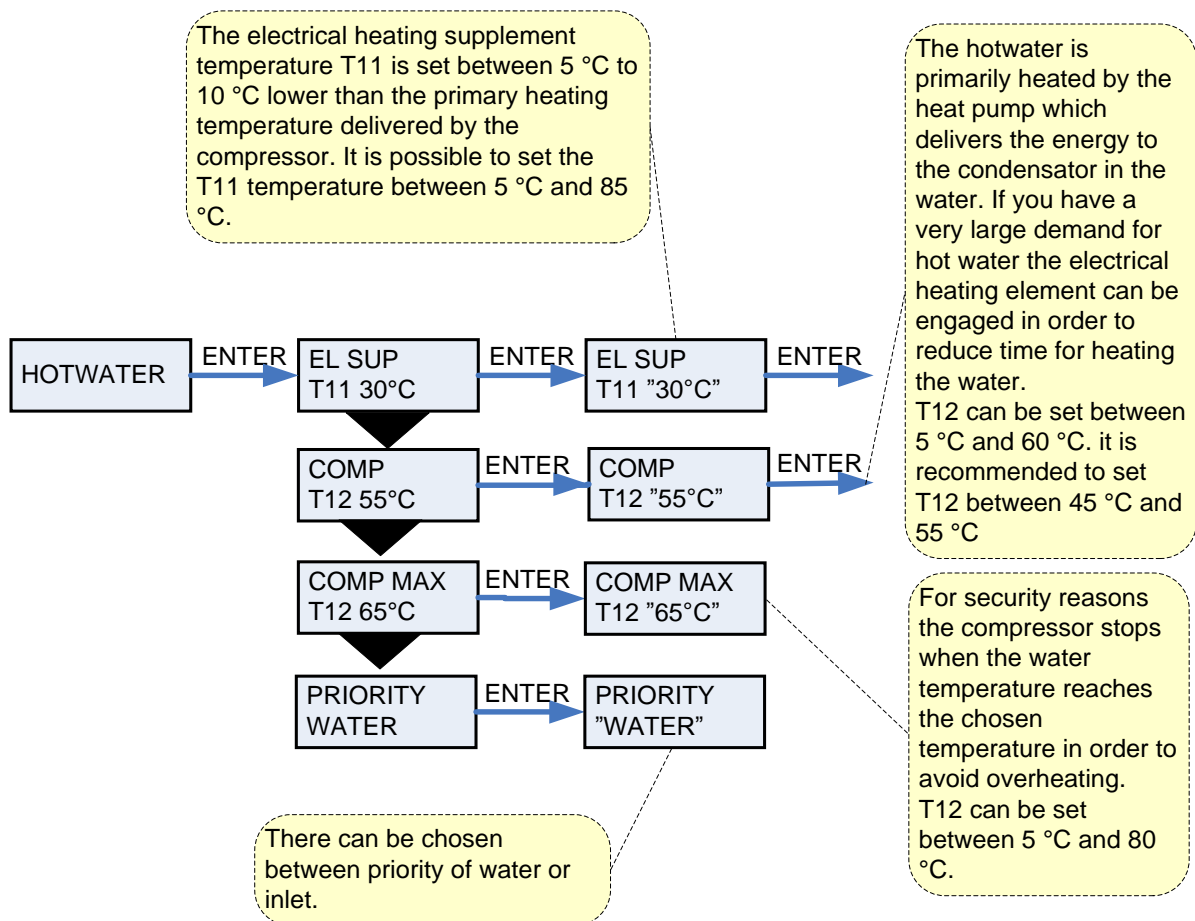 The electrical heating supplement
temperature T11 is set between 5 °C to
10 °C lower than the primary heating
temperature delivered by the
compressor. It is possible to set the
T11 temperature between 5 °C and 85
°C.
The hotwater is
primarily heated by the
heat pump which
delivers the energy to
the condensator in the
water. If you have a
very large demand for
hot water the electrical
heating element can be
engaged in order to
reduce time for heating
the water.
T12 can be set between
5 °C and 60 °C. it is
recommended to set
T12 between 45 °C and
55 °C
HOTWATER
ENTER
EL SUP
T11 30°C
ENTER
EL SUP
T11 ”30°C”
ENTER
COMP
T12 55°C
ENTER
COMP
T12 ”55°C”
ENTER
COMP MAX
T12 65°C
ENTER
COMP MAX
T12 ”65°C”
For security reasons
the compressor stops
when the water
temperature reaches
the chosen
temperature in order to
avoid overheating.
T12 can be set
between 5 °C and 80
°C.
PRIORITY
WATER
ENTER
PRIORITY
”WATER”
There can be chosen
between priority of water or
inlet.